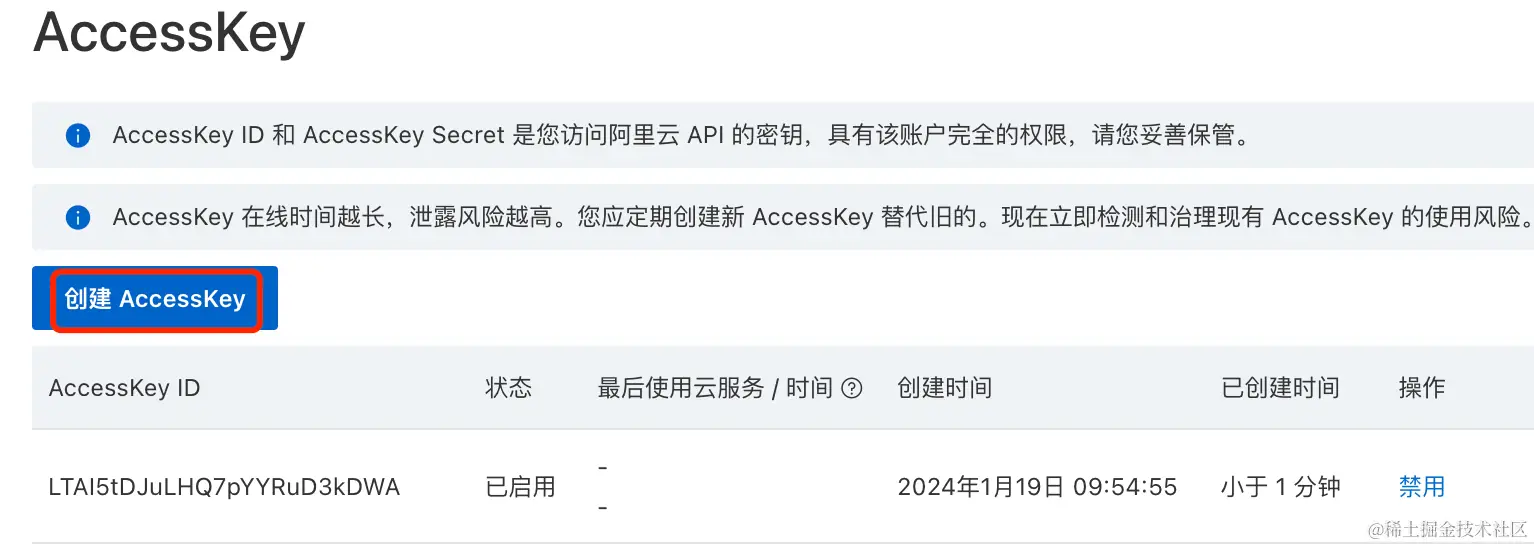 AccessKey
AccessKey ID 和 AccessKey Secret 是您访问阿里云 API 的密钥，具有该账户完全的权限，请您妥善保管。
AccessKey 在线时间越长，泄露风险越高。您应定期创建新 AccessKey 替代旧的。现在立即检测和治理现有 AccessKey 的使用风险。
创建 AccessKey
AccessKey ID 状态 最后使用云服务 / 时间 创建时间 已创建时间 操作
LTAI5tDJuLHQ7pYYRuD3kDWA 已启用 - - 2024年1月19日 09:54:55 小于 1 分钟 禁用
@稀土掘金技术社区